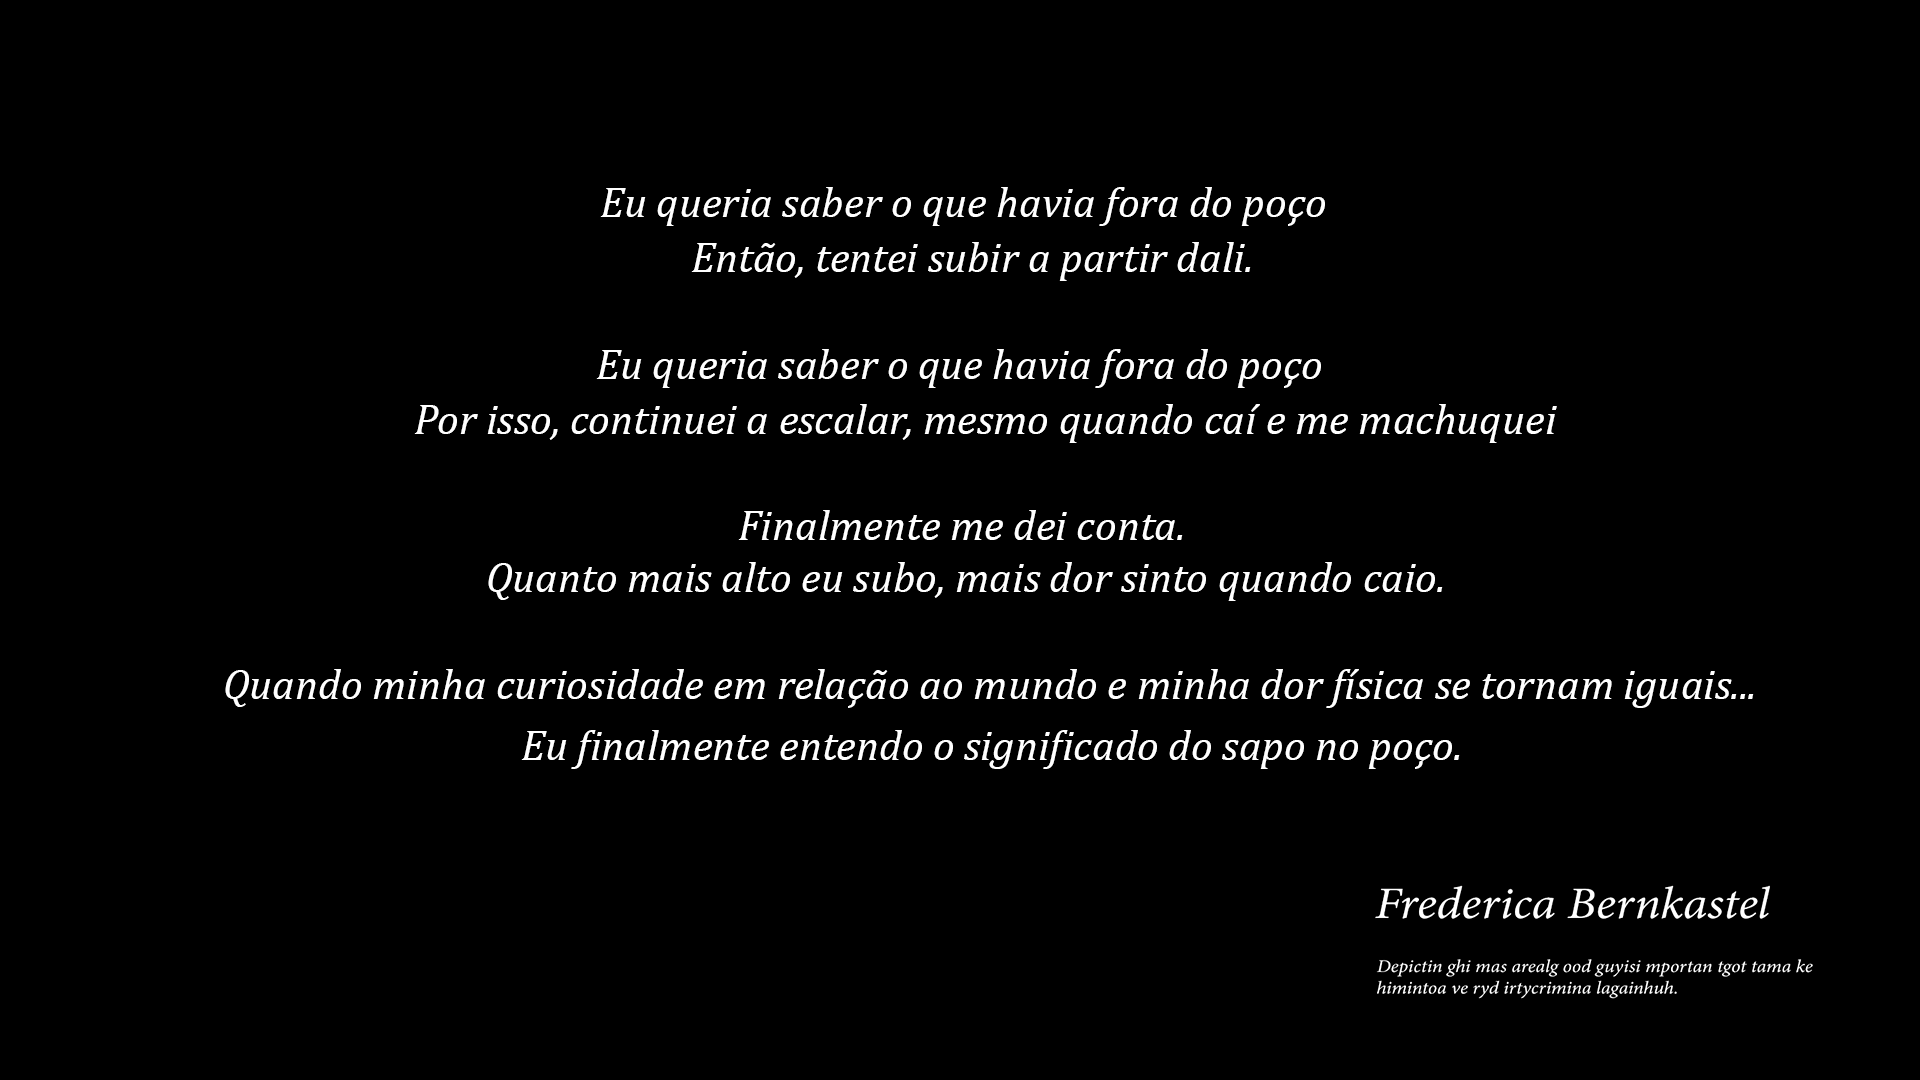 Eu queria saber o que havia fora do poço
Então, tentei subir a partir dali.
Eu queria saber o que havia fora do poço
Por isso, continuei a escalar, mesmo quando caí e me machuquei
Finalmente me dei conta.
Quanto mais alto eu subo, mais dor sinto quando caio.
Quando minha curiosidade em relação ao mundo e minha dor física se tornam iguais...
Eu finalmente entendo o significado do sapo no poço.
Frederica Bernkastel
Depictin ghi mas arealg ood guyisi mportan tgot tama ke
himintoa ve ryd irtycrimina lagainhuh.